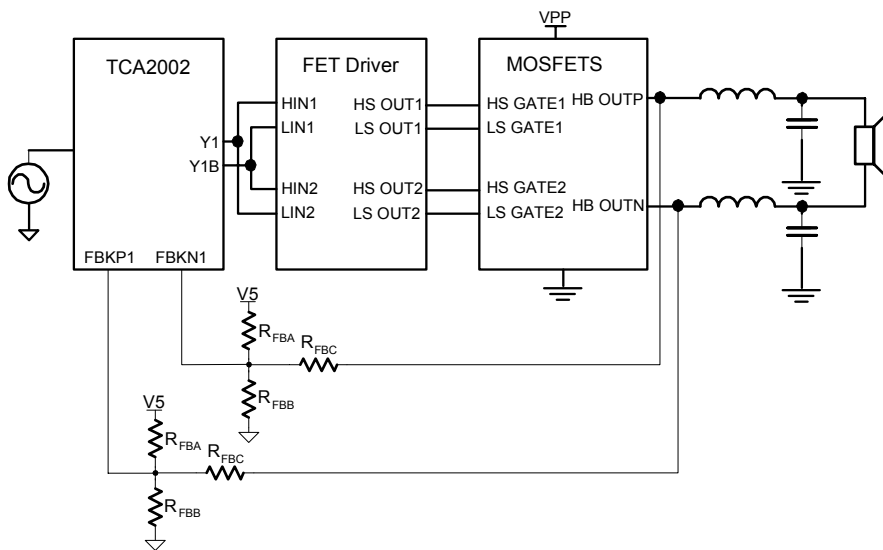 VPP
TCA2002
FET Driver
MOSFETS
HIN1
LIN1
HIN2
LIN2
Y1
Y1B
HS OUT1
LS OUT1
HS OUT2
LS OUT2
HS GATE1
LS GATE1
HS GATE2
LS GATE2
HB OUTP
HB OUTN
FBKP1
FBKN1
V5
RFBA
RFBC
RFBB
V5
RFBA
RFBC
RFBB